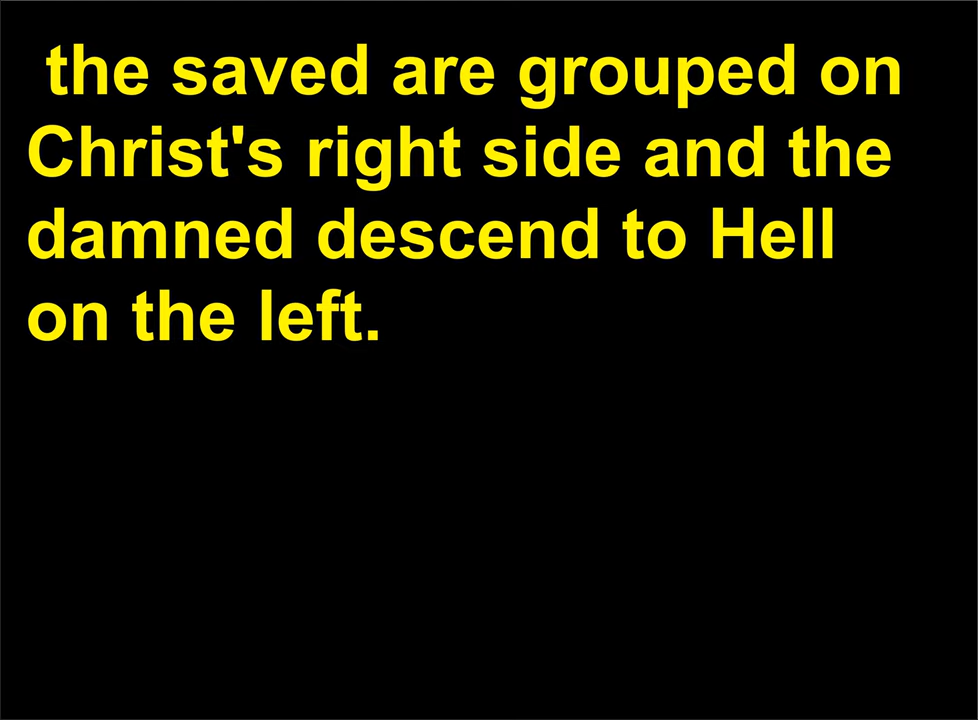 the saved are grouped on
Christ's right side and the
damned descend to Hell
on the left.